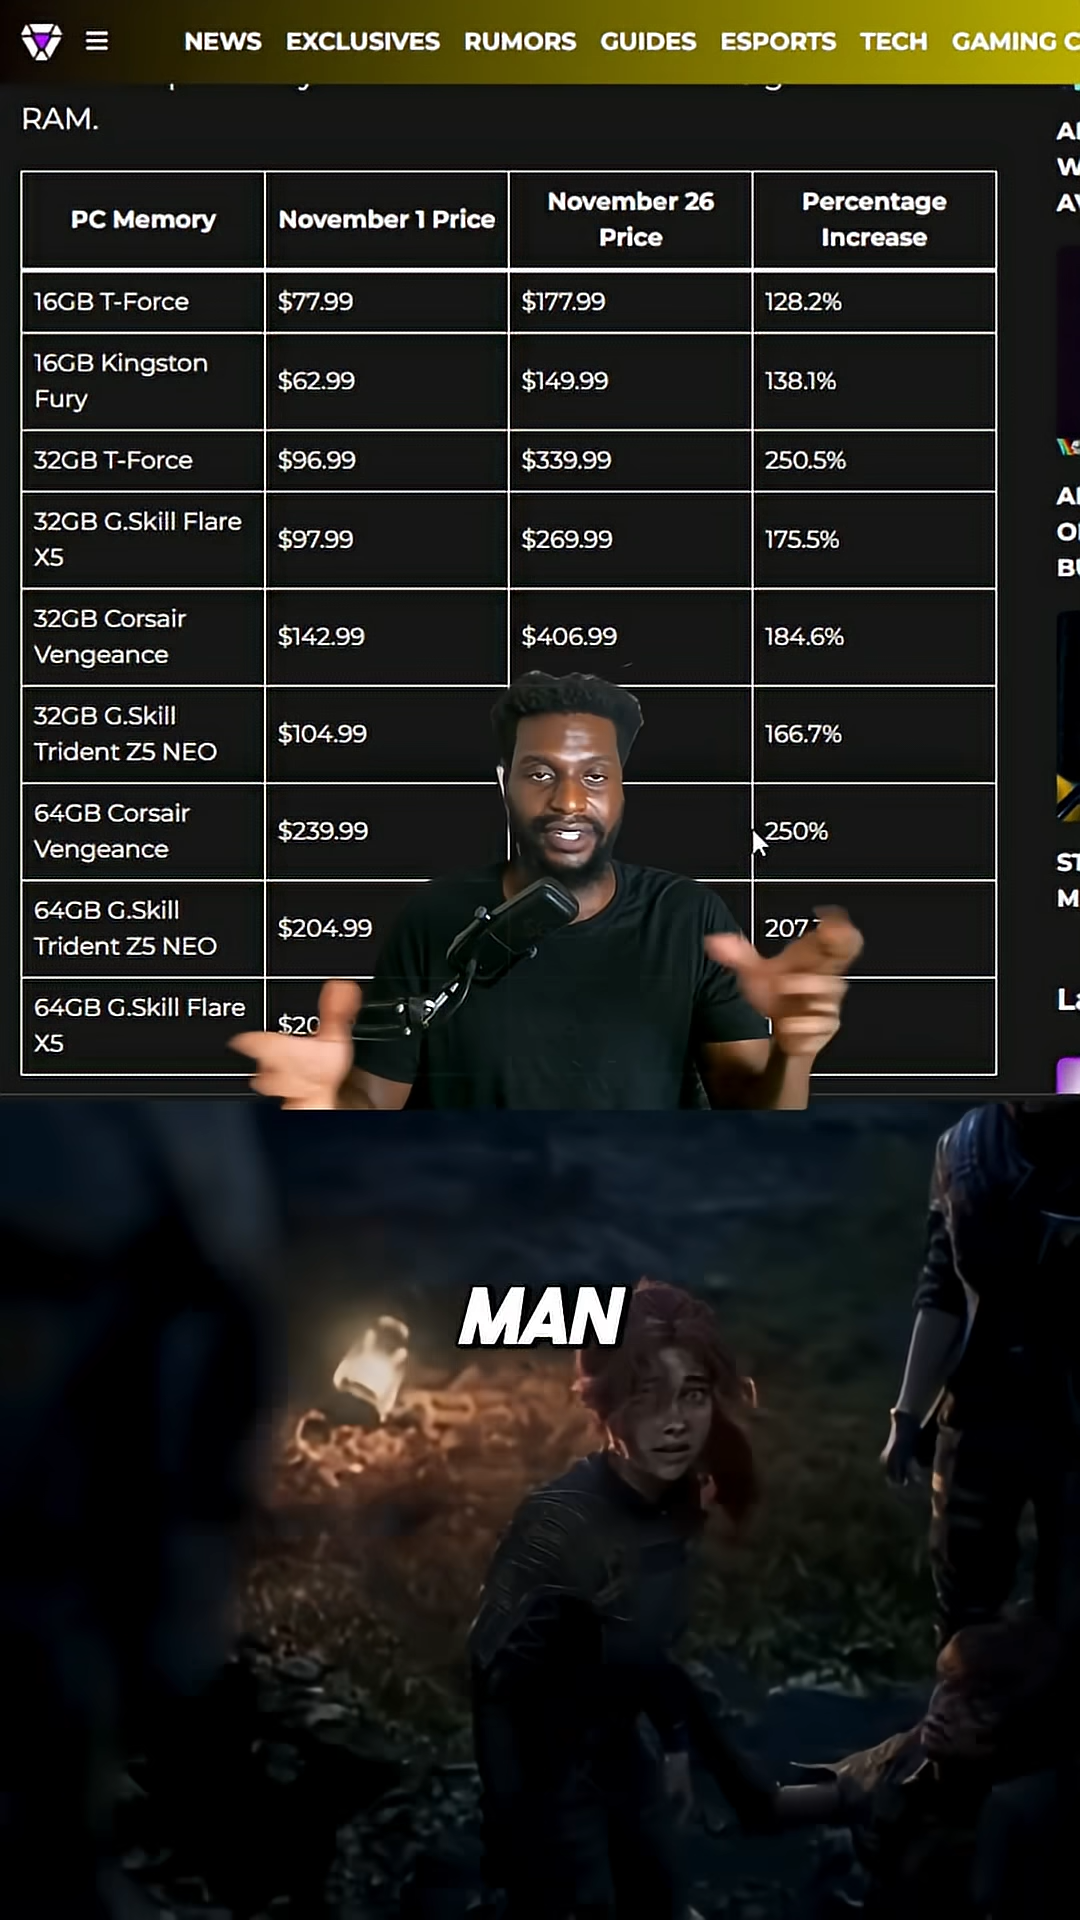 NEWS EXCLUSIVES RUMORS GUIDES ESPORTS TECH GAMING C
RAM.
PC Memory
November 1 Price
November 26
Price
Percentage
Increase
16GB T-Force
$77.99
$177.99
128.2%
16GB Kingston
Fury
$62.99
$149.99
138.1%
32GB T-Force
$96.99
$339.99
250.5%
32GB G.Skill Flare
X5
$97.99
$269.99
175.5%
32GB Corsair
Vengeance
$142.99
$406.99
184.6%
32GB G.Skill
Trident Z5 NEO
$104.99
166.7%
64GB Corsair
Vengeance
$239.99
250%
64GB G.Skill
Trident Z5 NEO
$204.99
207
64GB G.Skill Flare
X5
$20
MAN